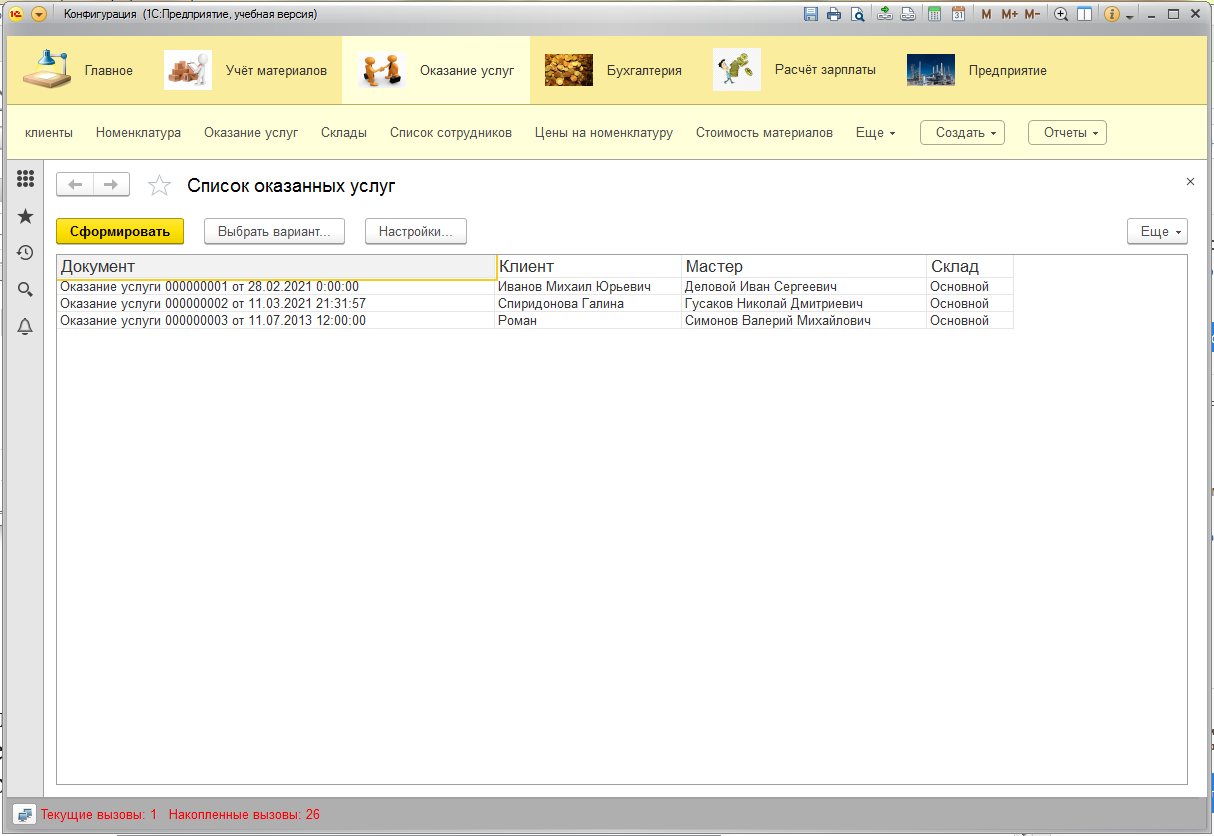 Конфигурация (1С:Предприятие, учебная версия)
M M+ M-
31
Главное Учёт материалов Оказание услуг Бухгалтерия Расчёт зарплаты Предприятие
клиенты Номенклатура Оказание услуг Склады Список сотрудников Цены на номенклатуру Стоимость материалов Еще Создать Отчеты
Список оказанных услуг
Сформировать Выбрать вариант... Настройки... Еще
Документ Клиент Мастер Склад
Оказание услуги 000000001 от 28.02.2021 0:00:00 Иванов Михаил Юрьевич Деловой Иван Сергеевич Основной
Оказание услуги 000000002 от 11.03.2021 21:31:57 Спиридонова Галина Гусаков Николай Дмитриевич Основной
Оказание услуги 000000003 от 11.07.2013 12:00:00 Роман Симонов Валерий Михайлович Основной
Текущие вызовы: 1 Накопленные вызовы: 26